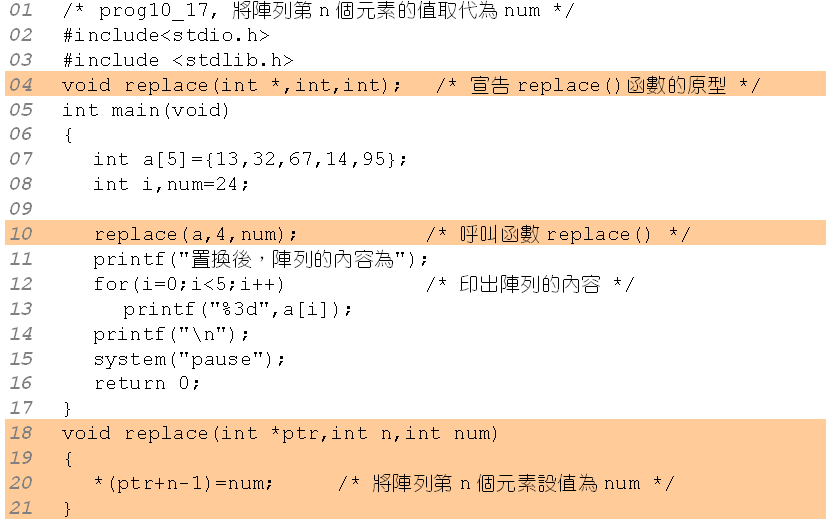 01 /* prog10_17, 將陣列第 n 個元素的值取代為 num */
02 #include<stdio.h>
03 #include <stdlib.h>
04 void replace(int *,int,int); /* 宣告 replace()函數的原型 */
05 int main(void)
06 {
07 int a[5]={13,32,67,14,95};
08 int i,num=24;
09
10 replace(a,4,num); /* 呼叫函數 replace() */
11 printf("置換後，陣列的內容為");
12 for(i=0;i<5;i++) /* 印出陣列的內容 */
13 printf("%3d",a[i]);
14 printf("\n");
15 system("pause");
16 return 0;
17 }
18 void replace(int *ptr,int n,int num)
19 {
20 *(ptr+n-1)=num; /* 將陣列第 n 個元素設值為 num */
21 }